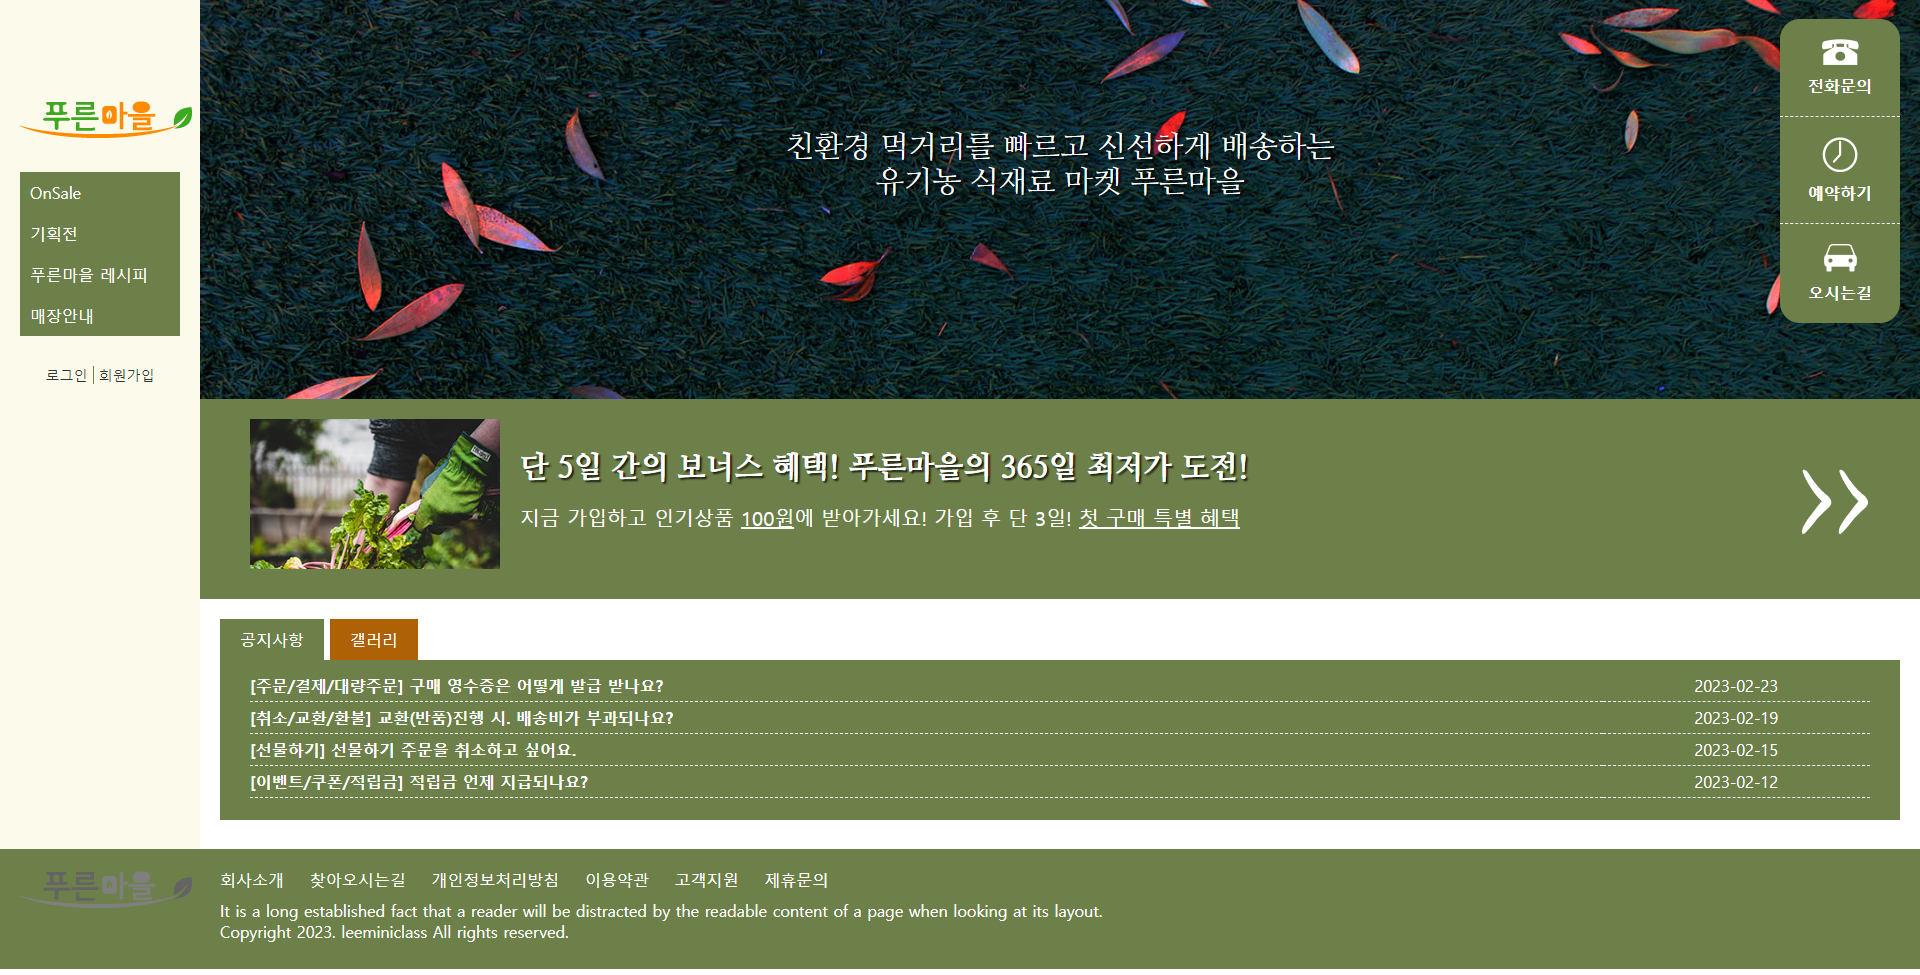 푸른마을
OnSale
기획전
푸른마을 레시피
매장안내
로그인 회원가입
친환경 먹거리를 빠르고 신선하게 배송하는
유기농 식재료 마켓 푸른마을
전화문의
예약하기
오시는길
단 5일 간의 보너스 혜택! 푸른마을의 365일 최저가 도전!
지금 가입하고 인기상품 100원에 받아가세요! 가입 후 단 3일! 첫 구매 특별 혜택
공지사항 갤러리
[주문/결제/대량주문] 구매 영수증은 어떻게 발급 받나요? 2023-02-23
[취소/교환/환불] 교환(반품)진행 시. 배송비가 부과되나요? 2023-02-19
[선물하기] 선물하기 주문을 취소하고 싶어요. 2023-02-15
[이벤트/쿠폰/적립금] 적립금 언제 지급되나요? 2023-02-12
푸른마을
회사소개 찾아오시는길 개인정보처리방침 이용약관 고객지원 제휴문의
It is a long established fact that a reader will be distracted by the readable content of a page when looking at its layout.
Copyright 2023. leeminiclass All rights reserved.